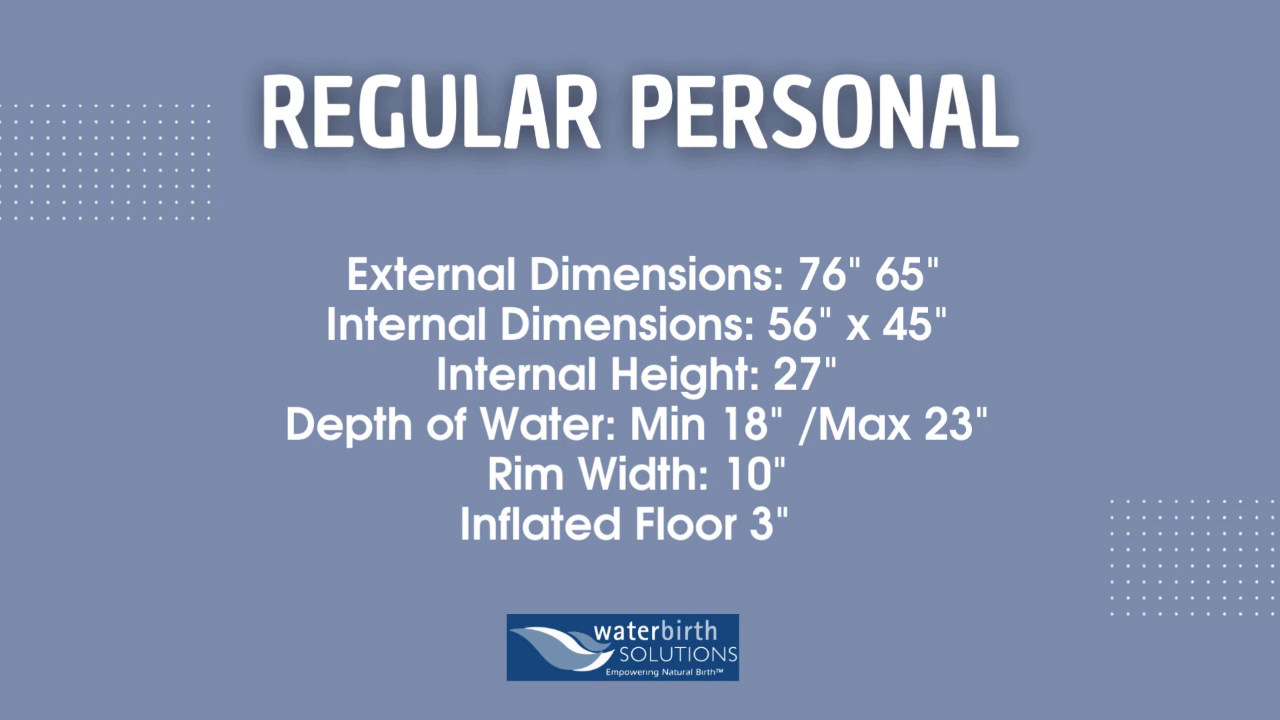 REGULAR PERSONAL
External Dimensions: 76" 65"
Internal Dimensions: 56" x 45"
Internal Height: 27"
Depth of Water: Min 18" /Max 23"
Rim Width: 10"
Inflated Floor 3"
waterbirth
SOLUTIONS
Empowering Natural Birth™